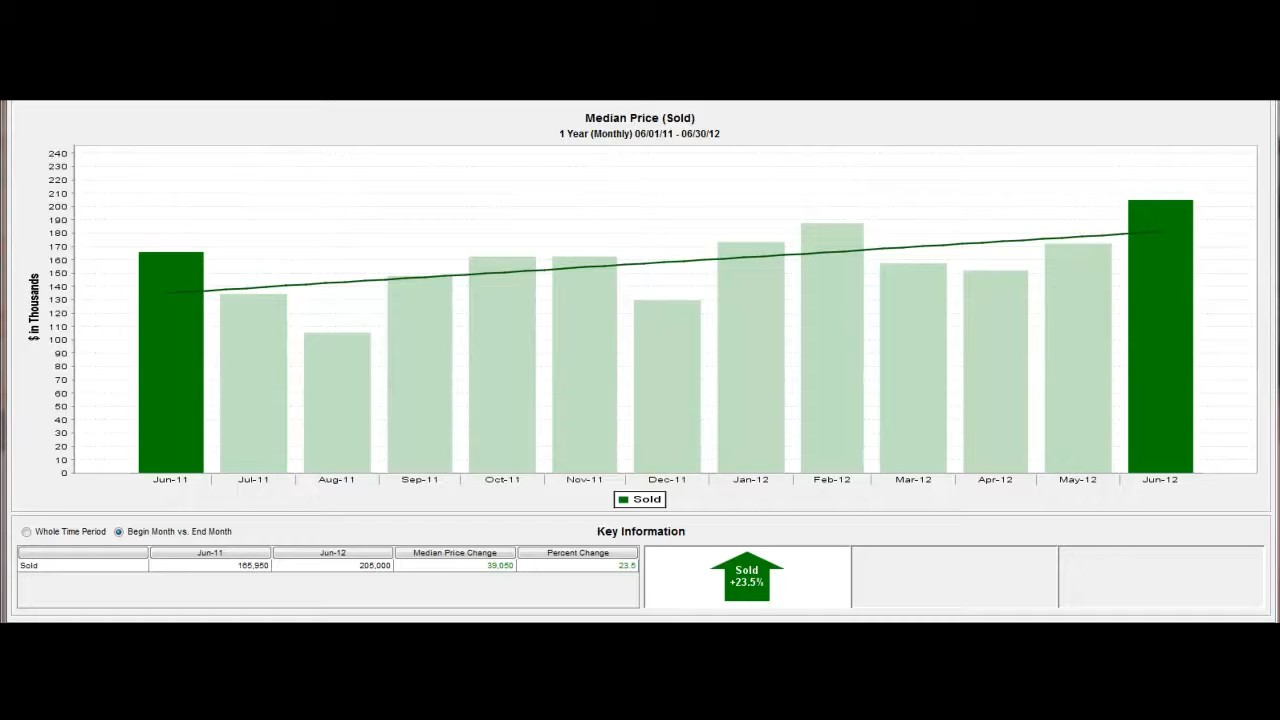 Median Price (Sold)
1 Year (Monthly) 06/01/11 - 06/30/12
240
230
220
210
200
190
180
170
160
150
140
130
120
110
100
90
80
70
60
50
40
30
20
10
0
$ in Thousands
Jun-11 Jul-11 Aug-11 Sep-11 Oct-11 Nov-11 Dec-11 Jan-12 Feb-12 Mar-12 Apr-12 May-12 Jun-12
Sold
Whole Time Period Begin Month vs. End Month Key Information
Jun-11 Jun-12 Median Price Change Percent Change
Sold 165,950 205,000 39,050 23.5
Sold
+23.5%